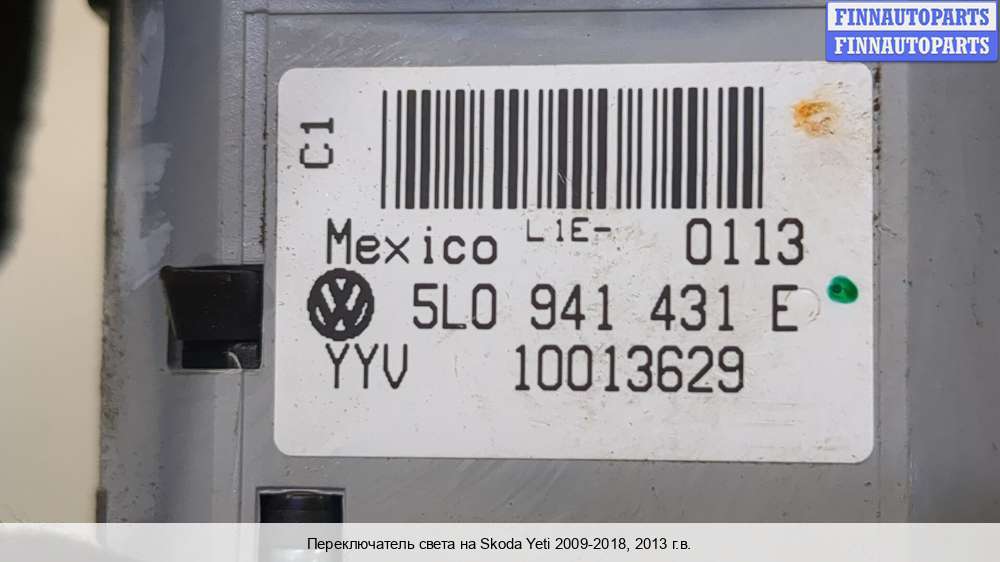 FINNAUTOPARTS
FINNAUTOPARTS
C1
Mexico L1E- 0113
5L0 941 431 E
YYV 10013629
Переключатель света на Skoda Yeti 2009-2018, 2013 г.в.